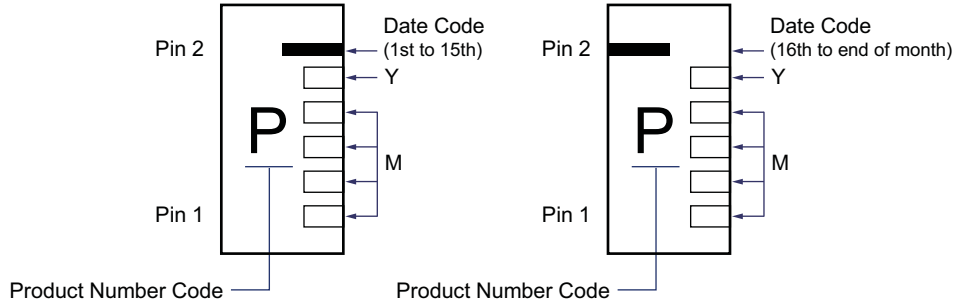 Date Code
Pin 2
(1st to 15th)
Y
P
M
Pin 1
Product Number Code
Date Code
Pin 2
(16th to end of month)
Y
P
M
Pin 1
Product Number Code